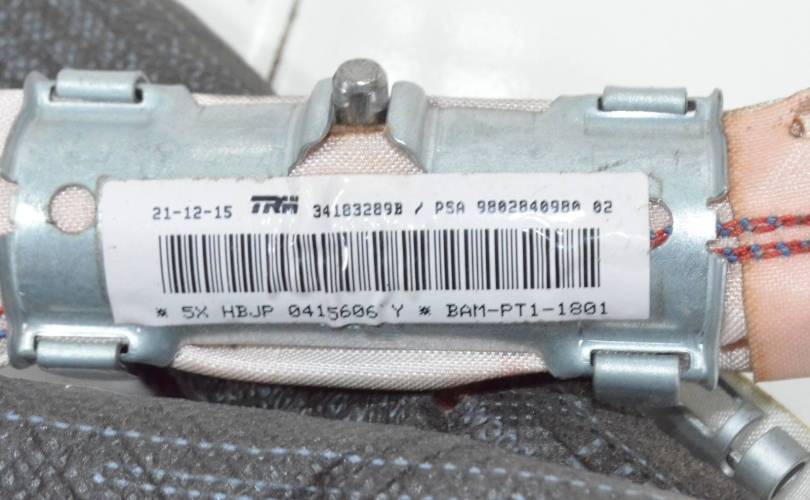 21-12-15 TRW 34183289B / PSA 9802840980 02
* 5X HBJP 0415606 Y * BAM-PT1-1801